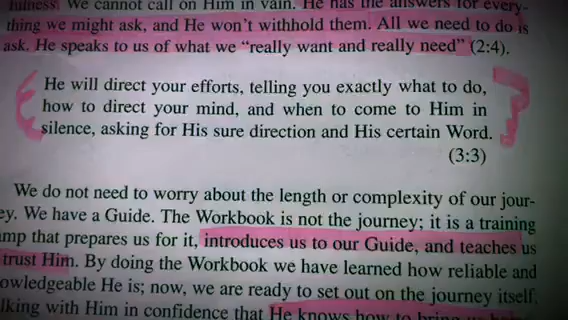 We cannot call on Him in vain. He has the answers for every-
thing we might ask, and He won't withhold them. All we need to do is
ask. He speaks to us of what we “really want and really need” (2:4).
He will direct your efforts, telling you exactly what to do,
how to direct your mind, and when to come to Him in
silence, asking for His sure direction and His certain Word.
(3:3)
We do not need to worry about the length or complexity of our jour-
ey. We have a Guide. The Workbook is not the journey; it is a training
mp that prepares us for it, introduces us to our Guide, and teaches us
trust Him. By doing the Workbook we have learned how reliable and
owledgeable He is; now, we are ready to set out on the journey itself;
lking with Him in confidence that He knows how to bring us